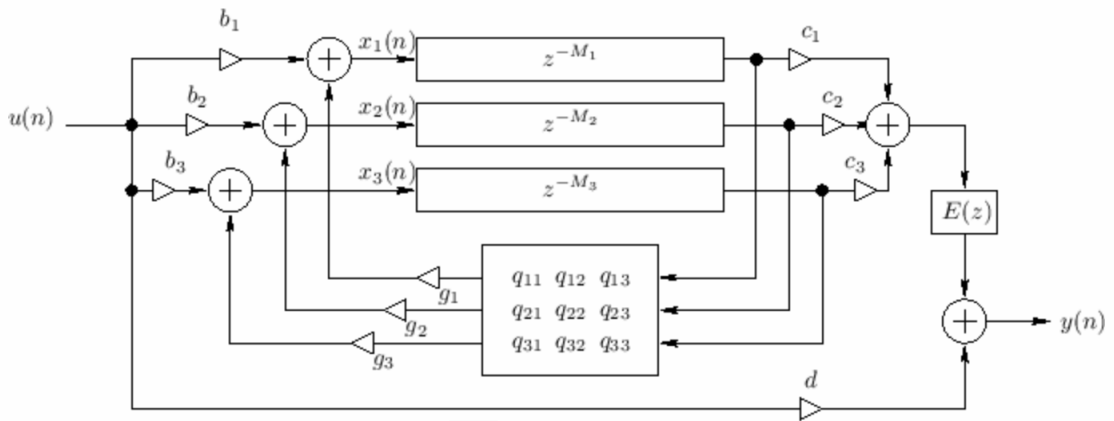 b₁
x₁(n)
z⁻ᴹ₁
c₁
b₂
x₂(n)
z⁻ᴹ₂
c₂
u(n)
b₃
x₃(n)
z⁻ᴹ₃
c₃
E(z)
q₁₁ q₁₂ q₁₃
g₁
q₂₁ q₂₂ q₂₃
g₂
q₃₁ q₃₂ q₃₃
g₃
y(n)
d